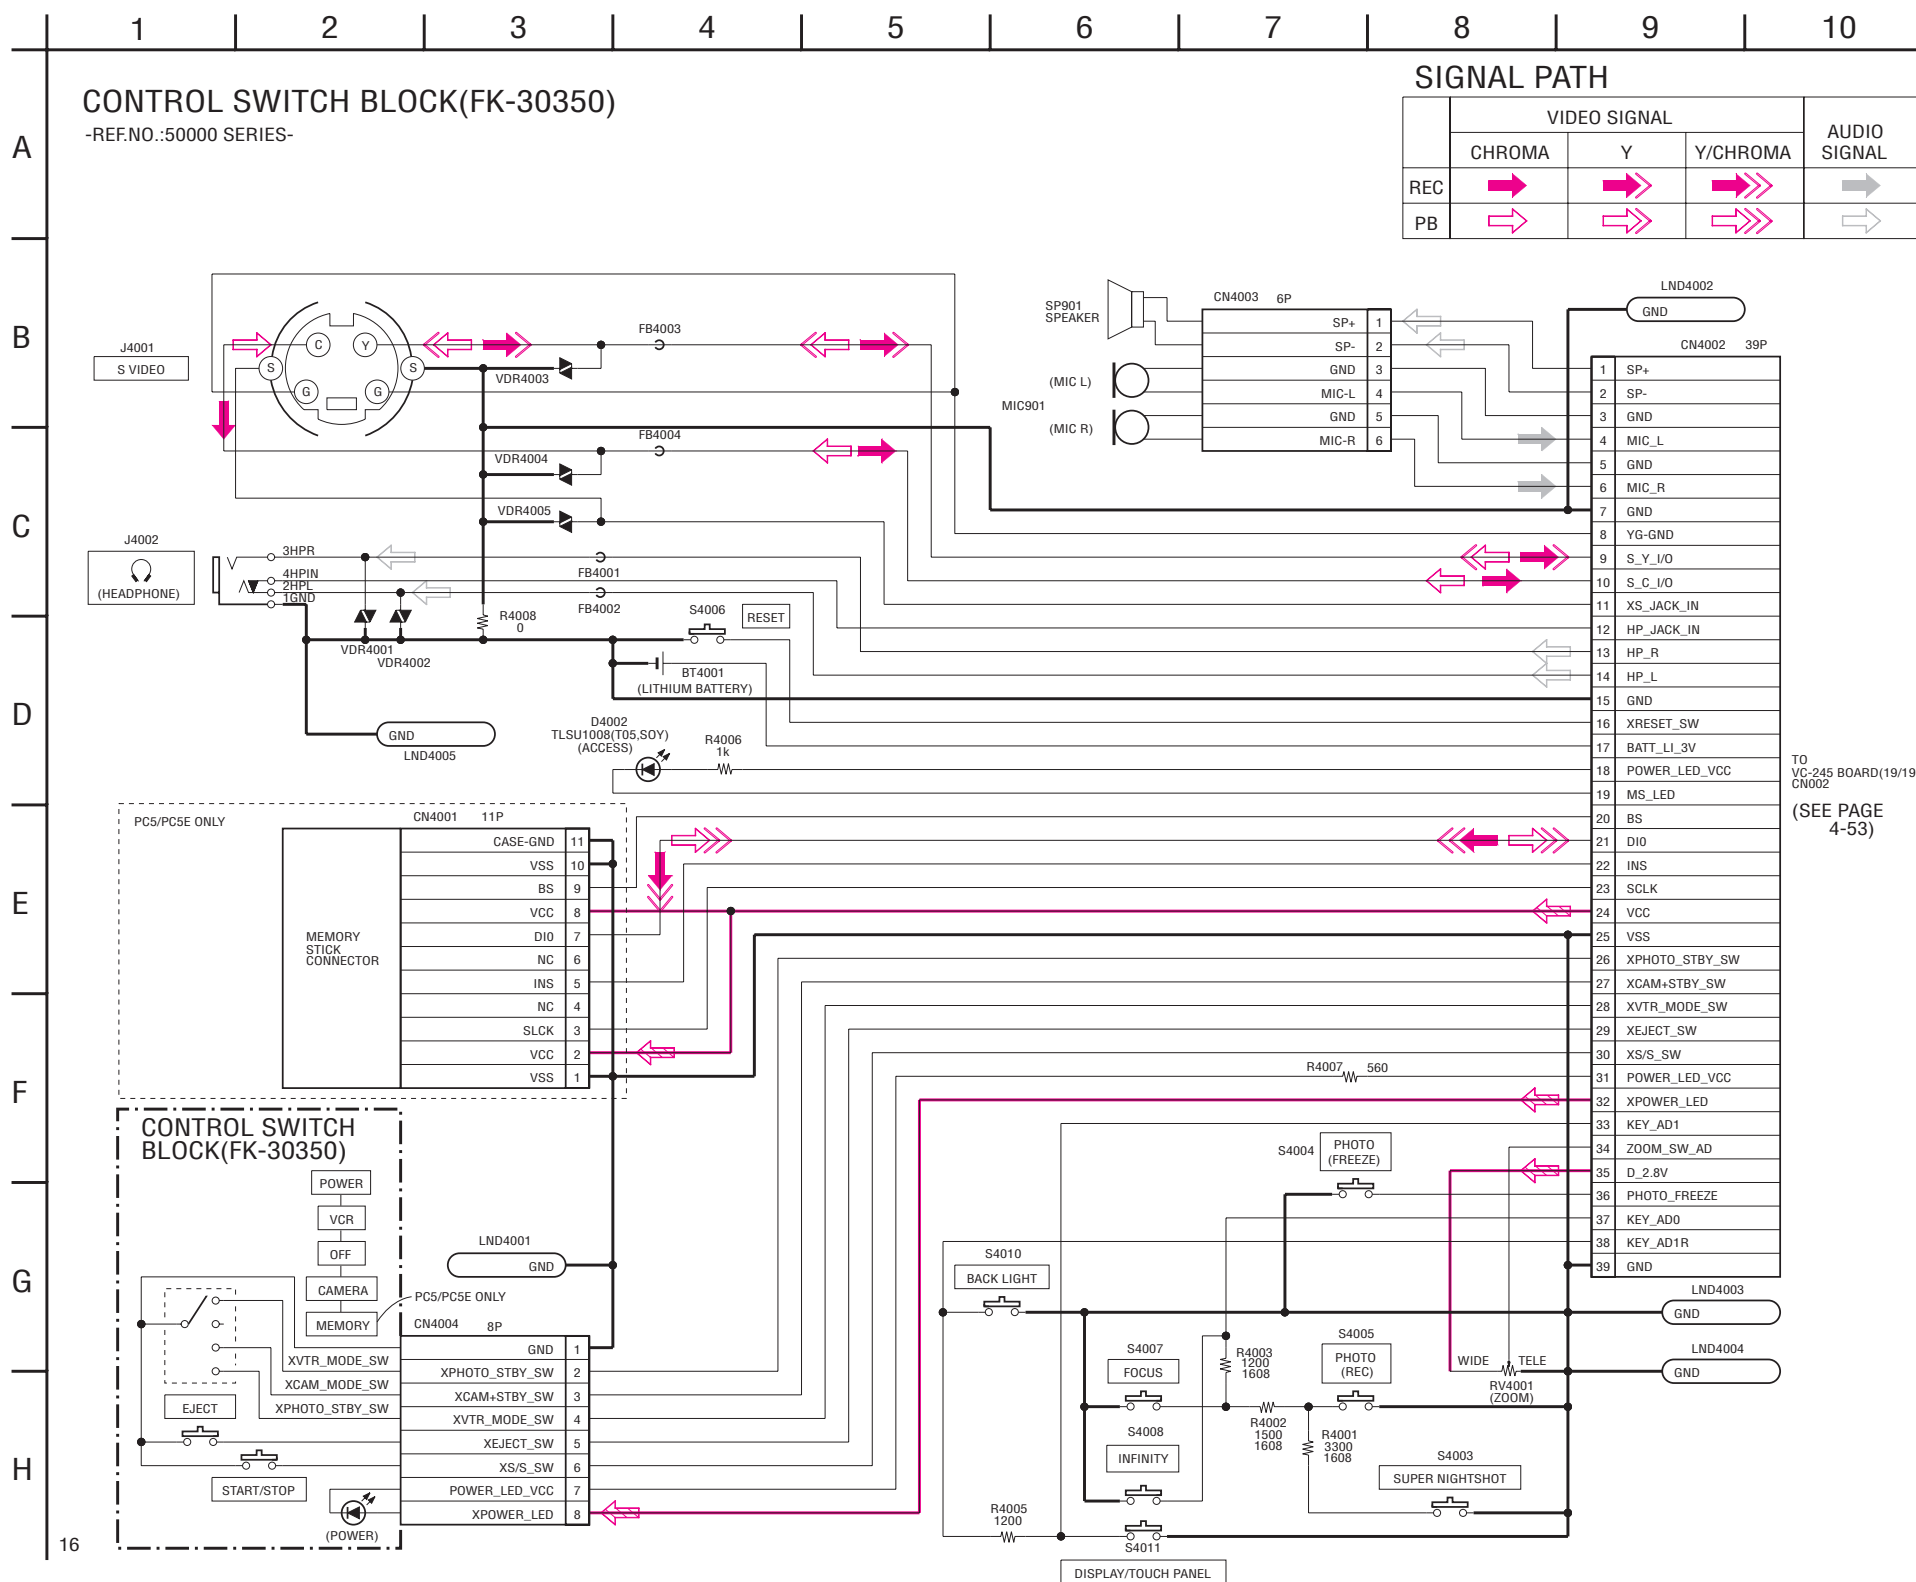 1 2 3 4 5 6 7 8 9 10
A
B
C
D
E
F
G
H
CONTROL SWITCH BLOCK(FK-30350)
-REF.NO.:50000 SERIES-
SIGNAL PATH
VIDEO SIGNAL
AUDIO
SIGNAL
CHROMA Y Y/CHROMA
REC
PB
J4001
S VIDEO
C Y
S S
G G
VDR4003
FB4003
VDR4004
FB4004
VDR4005
J4002
(HEADPHONE)
3HPR
4HPIN
2HPL
1GND
FB4001
FB4002
VDR4001
VDR4002
R4008
0
S4006
RESET
BT4001
(LITHIUM BATTERY)
GND
LND4005
D4002
TLSU1008(T05,SOY)
(ACCESS)
R4006
1k
SP901
SPEAKER
(MIC L)
MIC901
(MIC R)
CN4003 6P
SP+ 1
SP- 2
GND 3
MIC-L 4
GND 5
MIC-R 6
LND4002
GND
CN4002 39P
1 SP+
2 SP-
3 GND
4 MIC_L
5 GND
6 MIC_R
7 GND
8 YG-GND
9 S_Y_I/O
10 S_C_I/O
11 XS_JACK_IN
12 HP_JACK_IN
13 HP_R
14 HP_L
15 GND
16 XRESET_SW
17 BATT_LI_3V
18 POWER_LED_VCC
19 MS_LED
20 BS
21 DI0
22 INS
23 SCLK
24 VCC
25 VSS
26 XPHOTO_STBY_SW
27 XCAM+STBY_SW
28 XVTR_MODE_SW
29 XEJECT_SW
30 XS/S_SW
31 POWER_LED_VCC
32 XPOWER_LED
33 KEY_AD1
34 ZOOM_SW_AD
35 D_2.8V
36 PHOTO_FREEZE
37 KEY_AD0
38 KEY_AD1R
39 GND
TO
VC-245 BOARD(19/19
CN002
(SEE PAGE
4-53)
PC5/PC5E ONLY
CN4001 11P
MEMORY
STICK
CONNECTOR
CASE-GND 11
VSS 10
BS 9
VCC 8
DI0 7
NC 6
INS 5
NC 4
SLCK 3
VCC 2
VSS 1
R4007 560
CONTROL SWITCH
BLOCK(FK-30350)
POWER
VCR
OFF
CAMERA
MEMORY
PC5/PC5E ONLY
LND4001
GND
CN4004 8P
GND 1
XPHOTO_STBY_SW 2
XCAM+STBY_SW 3
XVTR_MODE_SW 4
XEJECT_SW 5
XS/S_SW 6
POWER_LED_VCC 7
XPOWER_LED 8
XVTR_MODE_SW
XCAM_MODE_SW
XPHOTO_STBY_SW
EJECT
START/STOP
(POWER)
S4004
PHOTO
(FREEZE)
S4010
BACK LIGHT
S4007
FOCUS
S4008
INFINITY
R4003
1200
1608
R4002
1500
1608
S4005
PHOTO
(REC)
R4001
3300
1608
S4003
SUPER NIGHTSHOT
R4005
1200
S4011
DISPLAY/TOUCH PANEL
WIDE TELE
RV4001
(ZOOM)
LND4003
GND
LND4004
GND
16